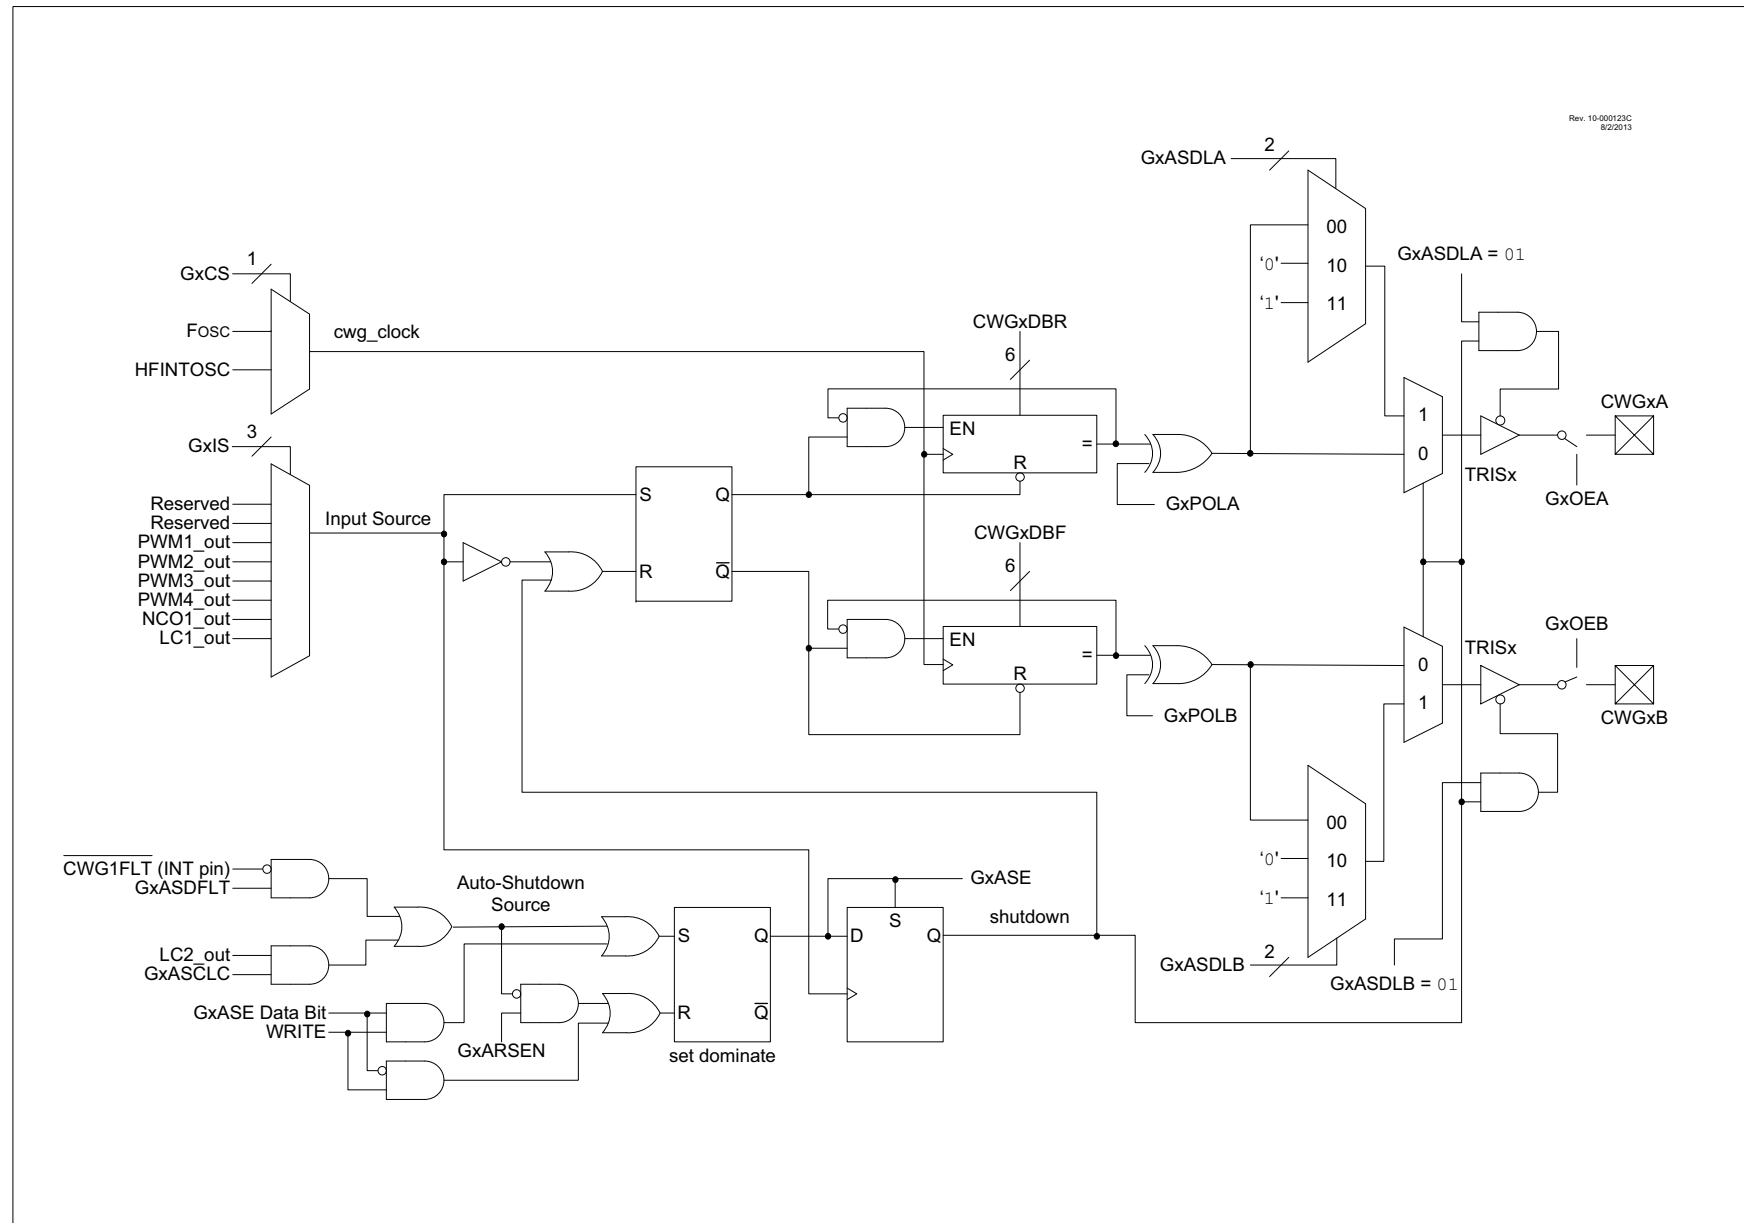 Rev. 10-000123C
8/2/2013
GxASDLA
2
00
‘0’
10
‘1’
11
GxASDLA = 01
GxCS
1
FOSC
HFINTOSC
cwg_clock
GxIS
3
Reserved
Reserved
PWM1_out
PWM2_out
PWM3_out
PWM4_out
NCO1_out
LC1_out
Input Source
S
Q
R
Q
CWGxDBR
6
EN
=
R
GxPOLA
CWGxDBF
6
EN
=
R
GxPOLB
1
0
TRISx
CWGxA
GxOEA
0
1
TRISx
GxOEB
CWGxB
00
‘0’
10
‘1’
11
GxASDLB
2
GxASDLB = 01
CWG1FLT (INT pin)
GxASDFLT
LC2_out
GxASCLC
Auto-Shutdown
Source
GxASE Data Bit
WRITE
GxARSEN
S
Q
R
Q
set dominate
GxASE
S
D
Q
shutdown